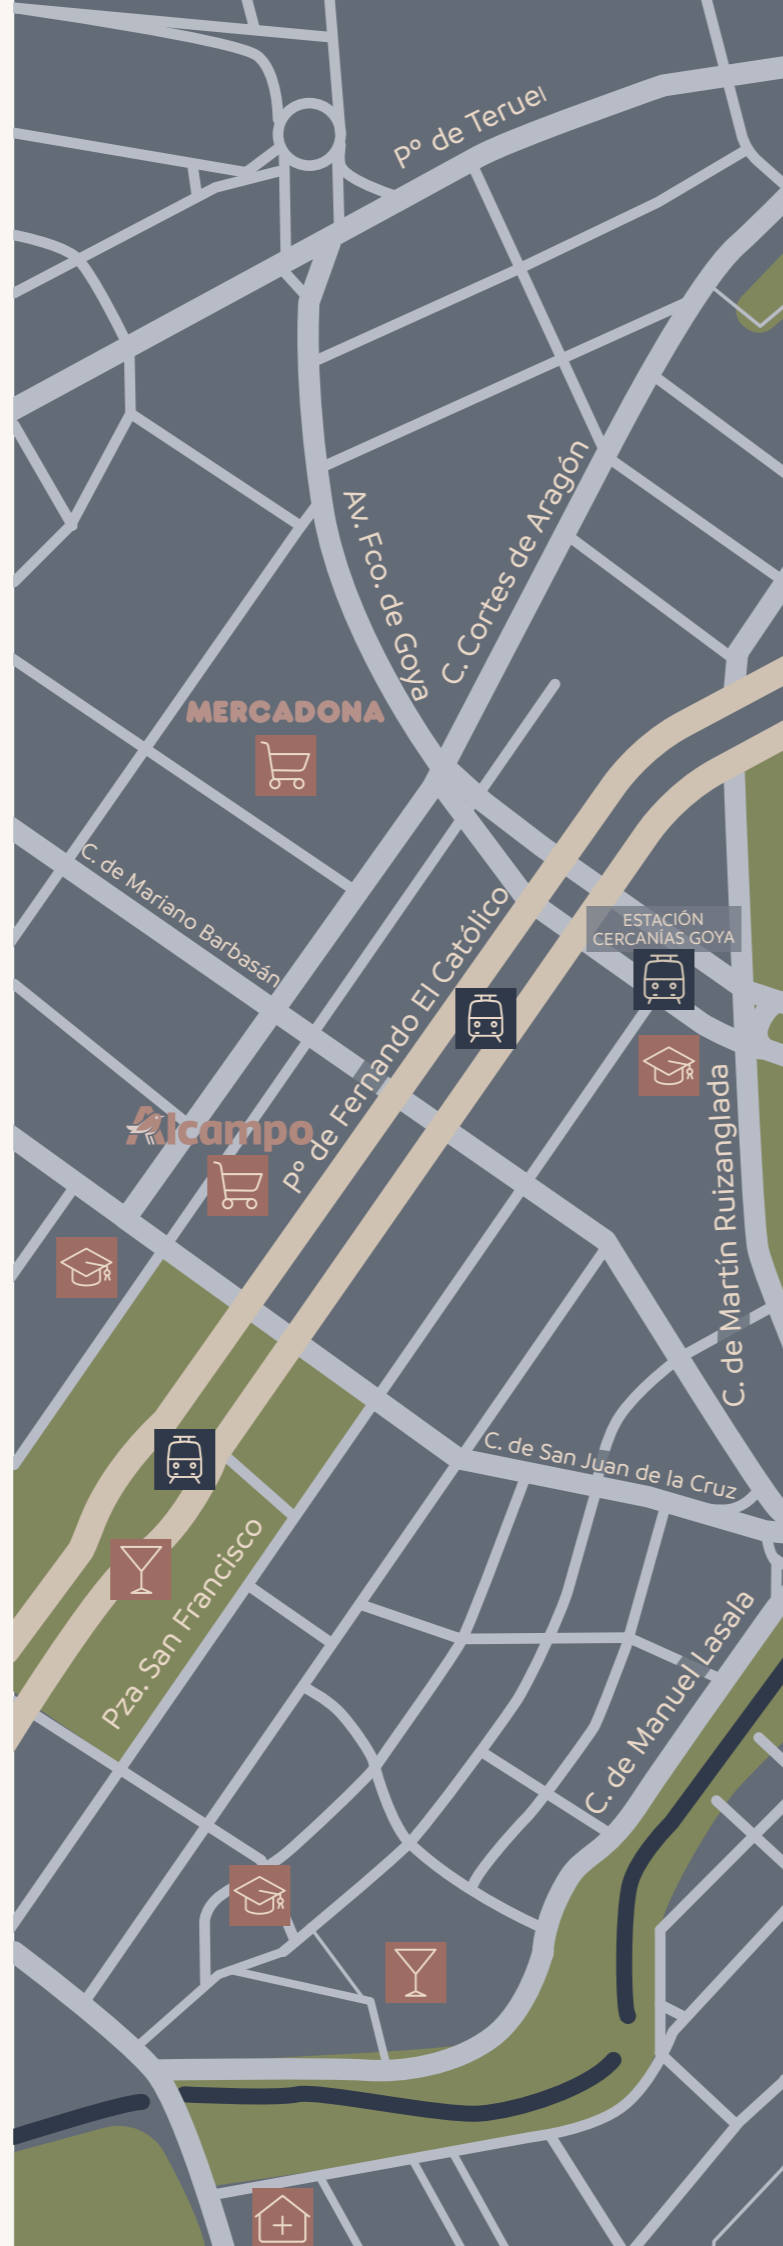 Pº de Teruel
Av. Fco. de Goya
C. Cortes de Aragón
MERCADONA
C. de Mariano Barbasán
Pº de Fernando El Católico
ESTACIÓN
CERCANÍAS GOYA
Alcampo
C. de Martín Ruizanglada
C. de San Juan de la Cruz
Pza. San Francisco
C. de Manuel Lasala